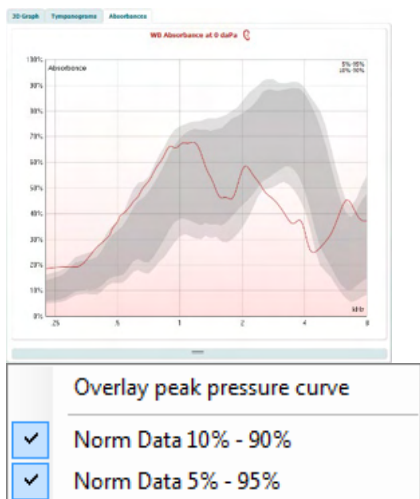 3D Graph Tympanograms Absorbances
WB Absorbance at 0 daPa
100%
Absorbance
5%-95%
10%-90%
90%
80%
70%
60%
50%
40%
30%
20%
10%
0%
kHz
.25 .5 1 2 4 8
Overlay peak pressure curve
Norm Data 10% - 90%
Norm Data 5% - 95%